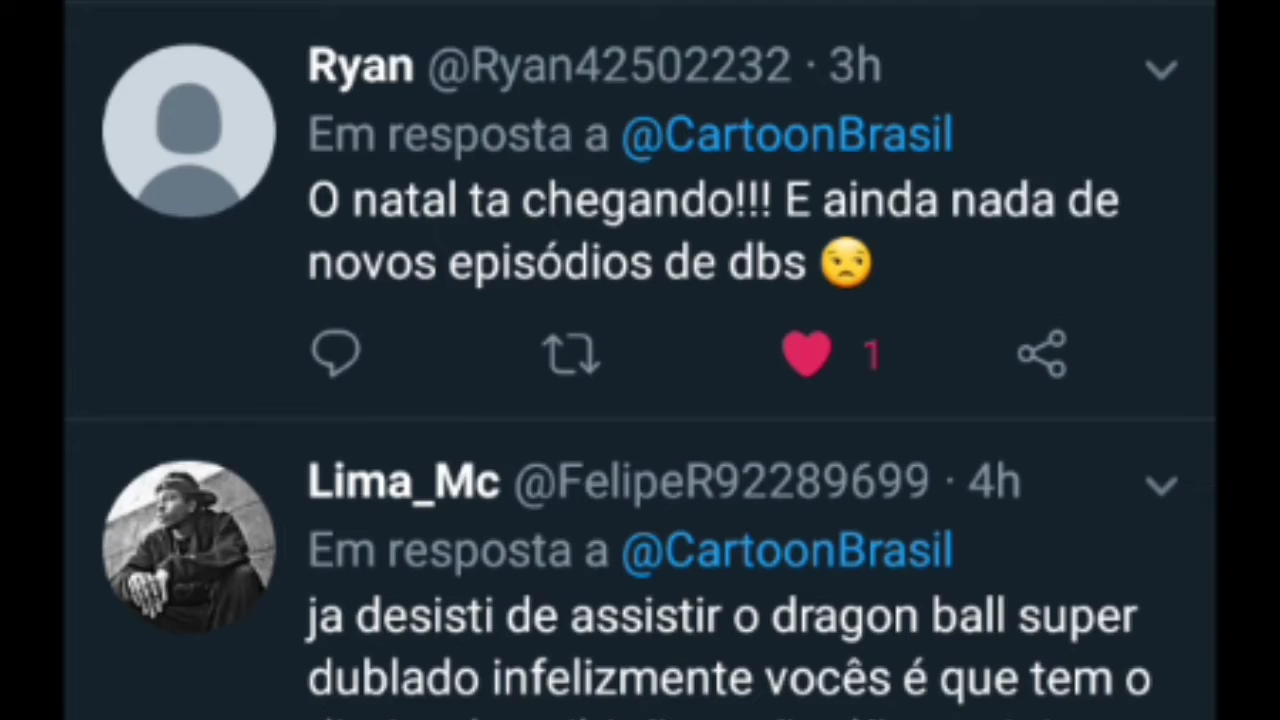 Ryan @Ryan42502232 · 3h
Em resposta a @CartoonBrasil
O natal ta chegando!!! E ainda nada de
novos episódios de dbs 😒
1
Lima_Mc @FelipeR92289699 · 4h
Em resposta a @CartoonBrasil
ja desisti de assistir o dragon ball super
dublado infelizmente vocês é que tem o